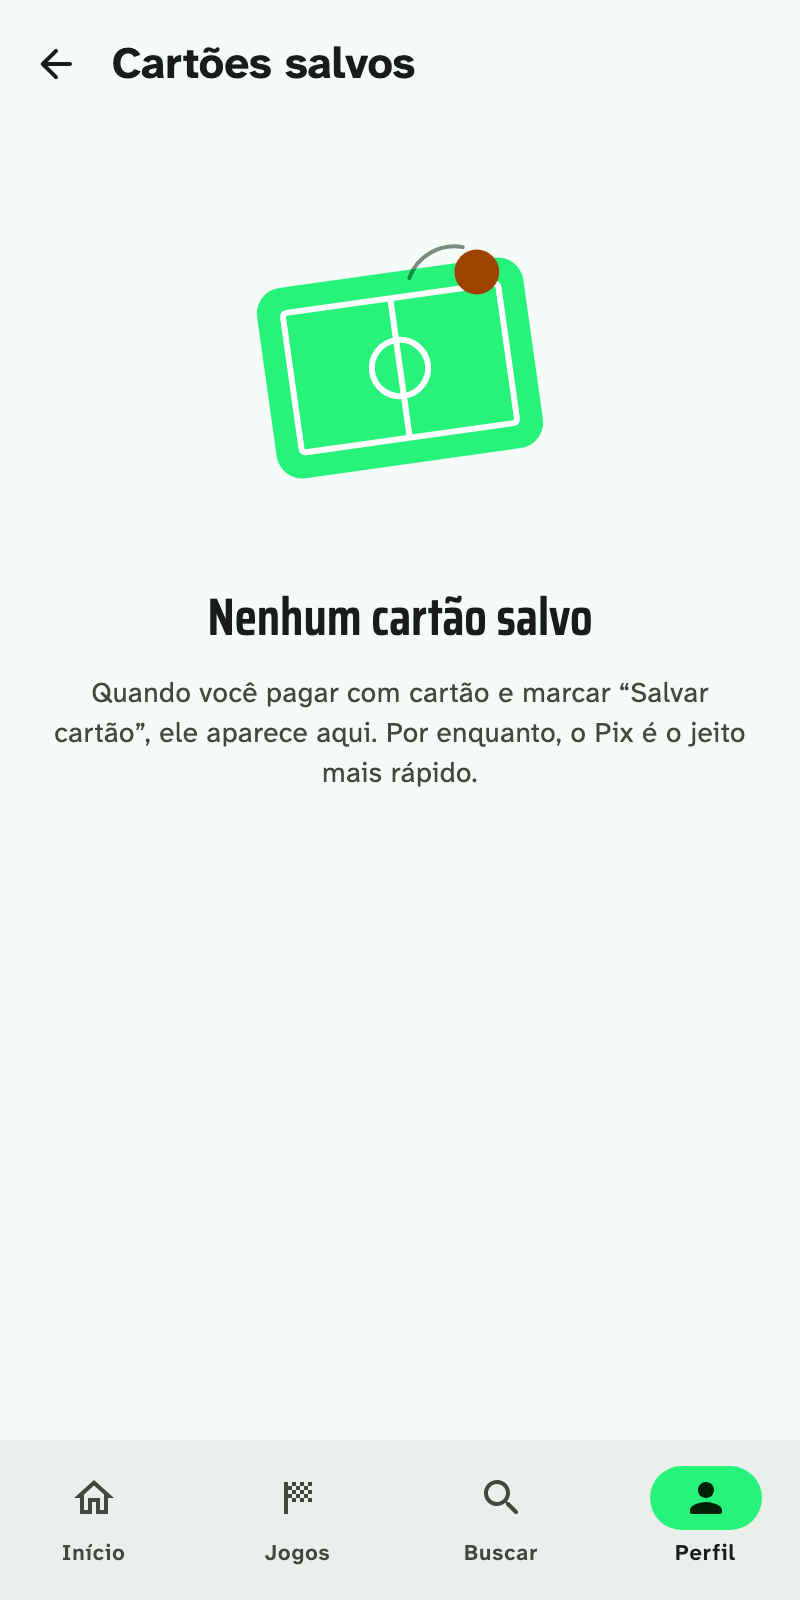 Cartões salvos
Nenhum cartão salvo
Quando você pagar com cartão e marcar “Salvar
cartão”, ele aparece aqui. Por enquanto, o Pix é o jeito
mais rápido.
Início
Jogos
Buscar
Perfil